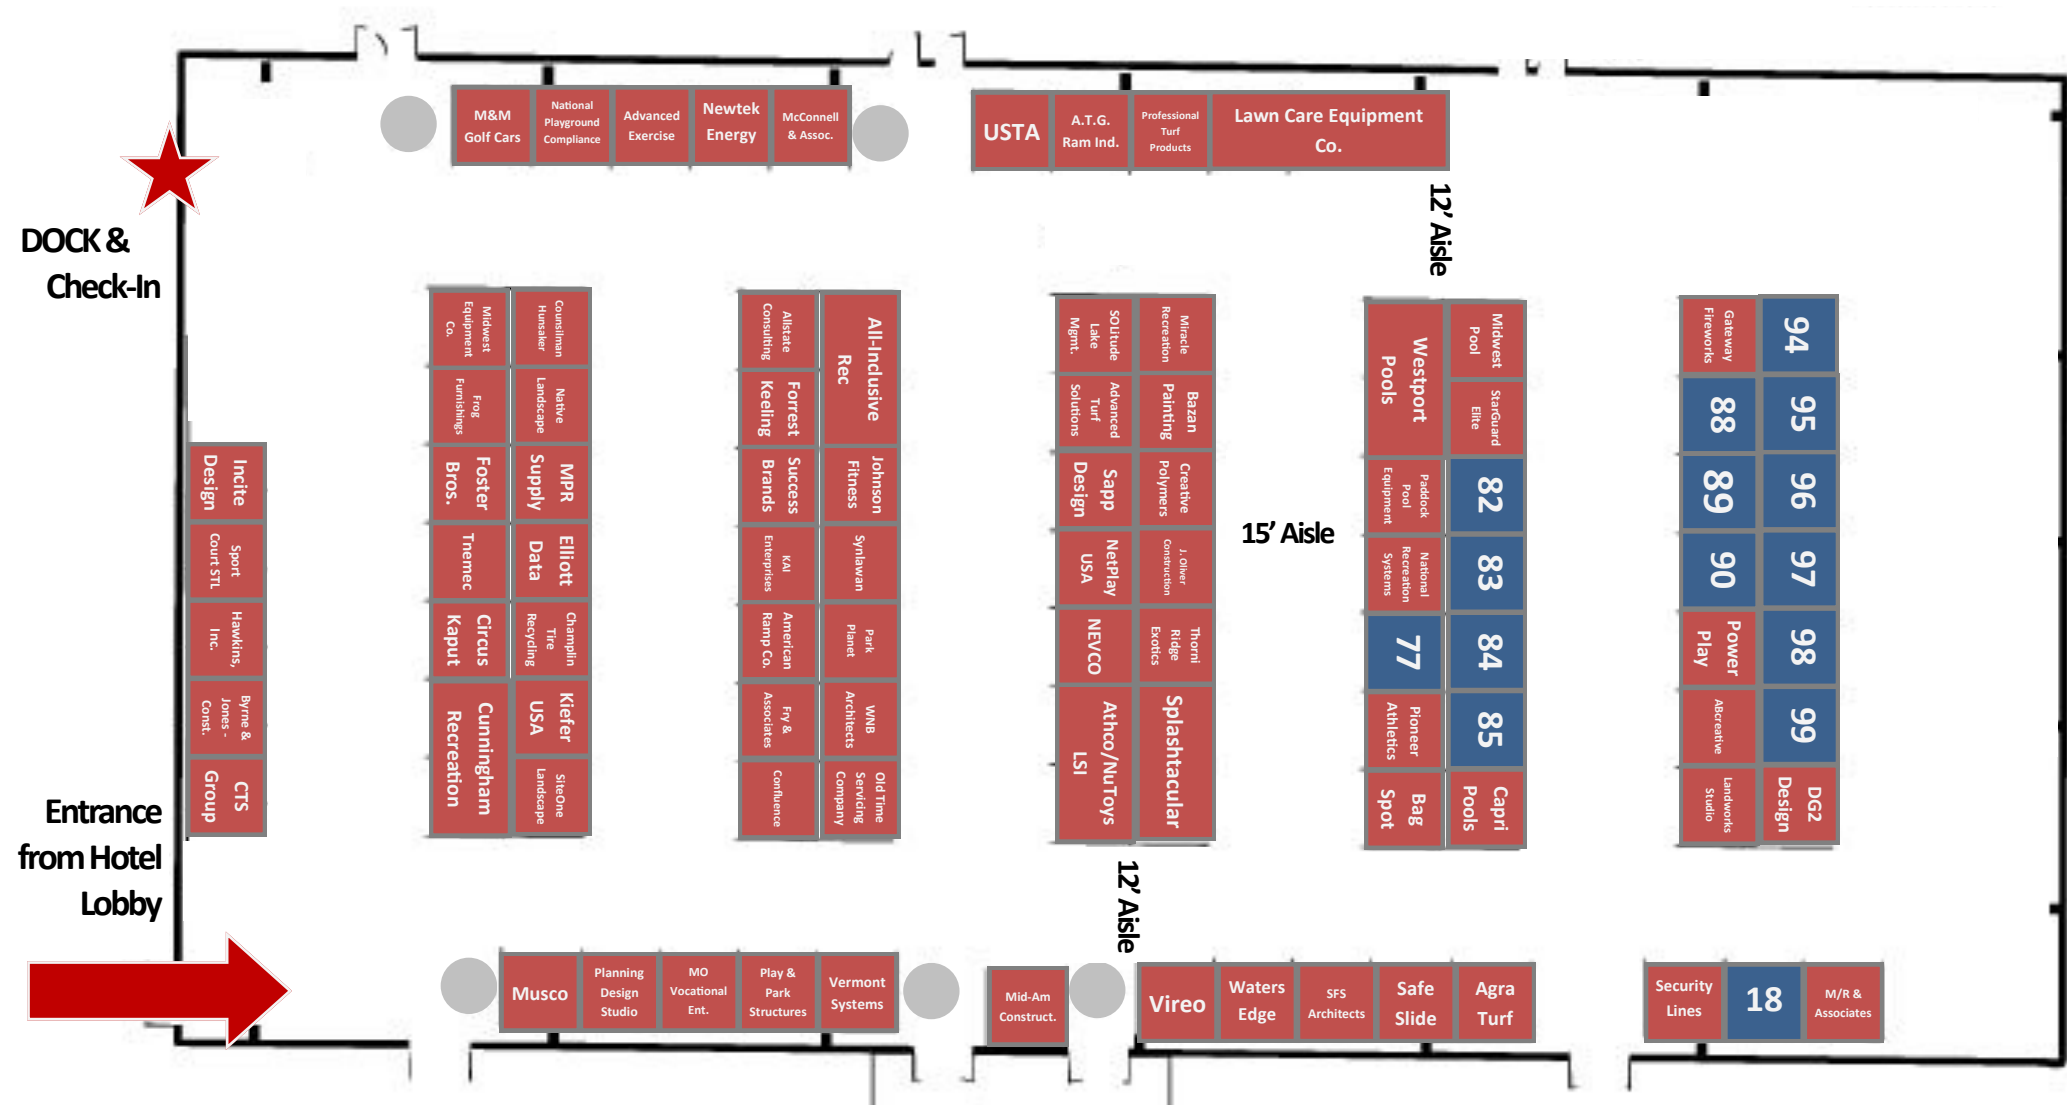 M&M
Golf Cars
National
Playground
Compliance
Advanced
Exercise
Newtek
Energy
McConnell
& Assoc.
USTA
A.T.G.
Ram Ind.
Professional
Turf
Products
Lawn Care Equipment
Co.
12’ Aisle
DOCK &
Check-In
Midwest
Equipment
Co.
Counsilman
Hunsaker
Frog
Furnishings
Native
Landscape
Foster
Bros.
MPR
Supply
Tnemec
Elliott
Data
Circus
Kaput
Champlin
Tire
Recycling
Cunningham
Recreation
Kiefer
USA
SiteOne
Landscape
Allstate
Consulting
All-Inclusive
Rec
Forrest
Keeling
Success
Brands
Johnson
Fitness
KAI
Enterprises
Synlawan
American
Ramp Co.
Park
Planet
Fry &
Associates
WNB
Architects
Confluence
Old Time
Servicing
Company
SOLitude
Lake
Mgmt.
Miracle
Recreation
Advanced
Turf
Solutions
Bazan
Painting
Sapp
Design
Creative
Polymers
NetPlay
USA
J. Oliver
Construction
NEVCO
Thorni
Ridge
Exotics
Athco/NuToys
LSI
Splashtacular
15’ Aisle
Westport
Pools
Midwest
Pool
StarGuard
Elite
Paddock
Pool
Equipment
82
National
Recreation
Systems
83
77
84
Pioneer
Athletics
85
Bag
Spot
Capri
Pools
Gateway
Fireworks
94
88
95
89
96
90
97
Power
Play
98
ABcreative
99
Landworks
Studio
DG2
Design
Incite
Design
Sport
Court STL
Hawkins,
Inc.
Byrne &
Jones -
Const.
CTS
Group
Entrance
from Hotel
Lobby
12’ Aisle
Musco
Planning
Design
Studio
MO
Vocational
Ent.
Play &
Park
Structures
Vermont
Systems
Mid-Am
Construct.
Vireo
Waters
Edge
SFS
Architects
Safe
Slide
Agra
Turf
Security
Lines
18
M/R &
Associates